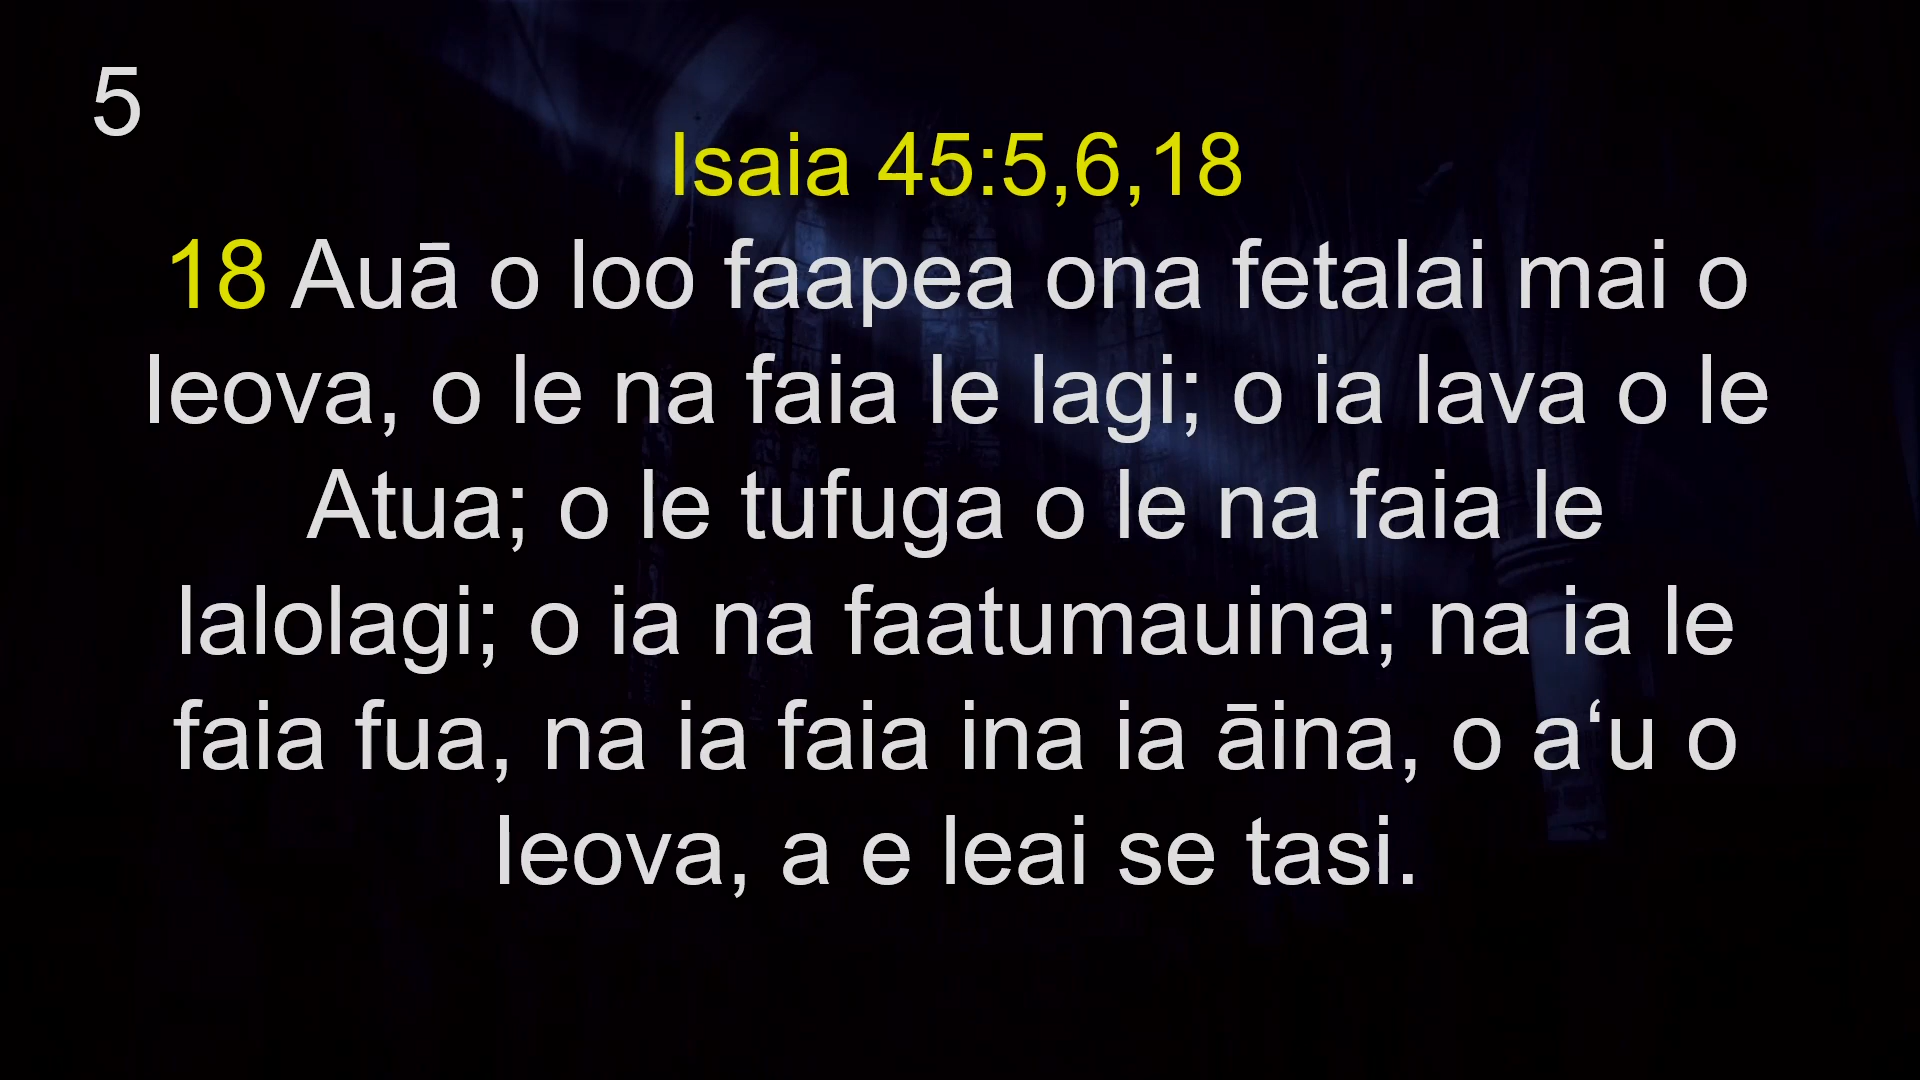 5
Isaia 45:5,6,18
18 Auā o loo faapea ona fetalai mai o
Ieova, o le na faia le lagi; o ia lava o le
Atua; o le tufuga o le na faia le
lalolagi; o ia na faatumauina; na ia le
faia fua, na ia faia ina ia āina, o a‘u o
Ieova, a e leai se tasi.